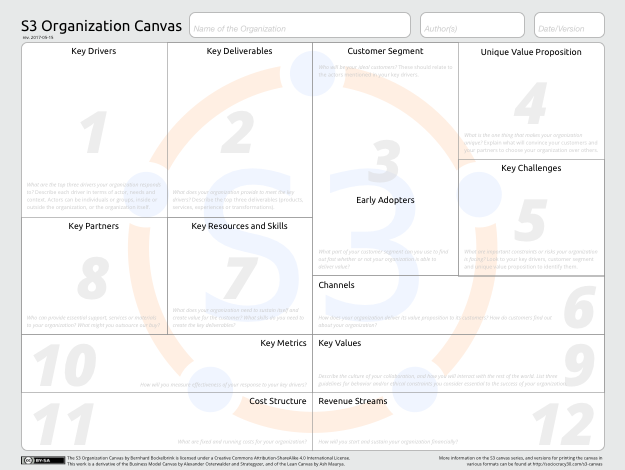 S3 Organization Canvas
rev. 2017-05-15
Name of the Organization
Author(s)
Date/Version
Key Drivers
1
What are the top three drivers your organization responds
to? Describe each driver in terms of actor, needs and
context. Actors can be individuals or groups, inside or
outside the organization, or the organization itself.
Key Deliverables
2
What does your organization provide to meet the key
drivers? Describe the top three deliverables (products,
services, experiences or transformations).
Customer Segment
Who will be your ideal customers? These should relate to
the actors mentioned in your key drivers.
3
Early Adopters
What part of your customer segment can you use to find
out fast whether or not your organization is able to
deliver value?
Unique Value Proposition
4
What is the one thing that makes your organization
unique? Explain what will convince your customers and
your partners to choose your organization over others.
Key Challenges
5
What are important constraints or risks your organization
is facing? Look to your key drivers, customer segment
and unique value proposition to identify them.
Key Partners
8
Who can provide essential support, services or materials
to your organization? What might you outsource out?
Key Resources and Skills
7
What does your organization need to sustain itself and
create value for the customer? What skills do you need to
create the key deliverables?
Channels
6
How does your organization deliver its value proposition to its customers? How do customers find out
about your organization?
Key Metrics
10
How will you measure effectiveness of your response to your key drivers?
Key Values
9
Describe the culture of your collaboration, and how you will interact with the rest of the world. List three
guidelines for behavior and/or ethical constraints you consider essential to the success of your organization.
Cost Structure
11
What are fixed and running costs for your organization?
Revenue Streams
12
How will you start and sustain your organization financially?
S3
BY-SA
The S3 Organization Canvas by Bernhard Bockelbrink is licensed under a Creative Commons Attribution-ShareAlike 4.0 International License.
This work is a derivative of the Business Model Canvas by Alexander Osterwalder and Strategyzer, and of the Lean Canvas by Ash Maurya.
More information on the S3 canvas series, and versions for printing the canvas in
various formats can be found at http://sociocracy30.org/s3-canvas